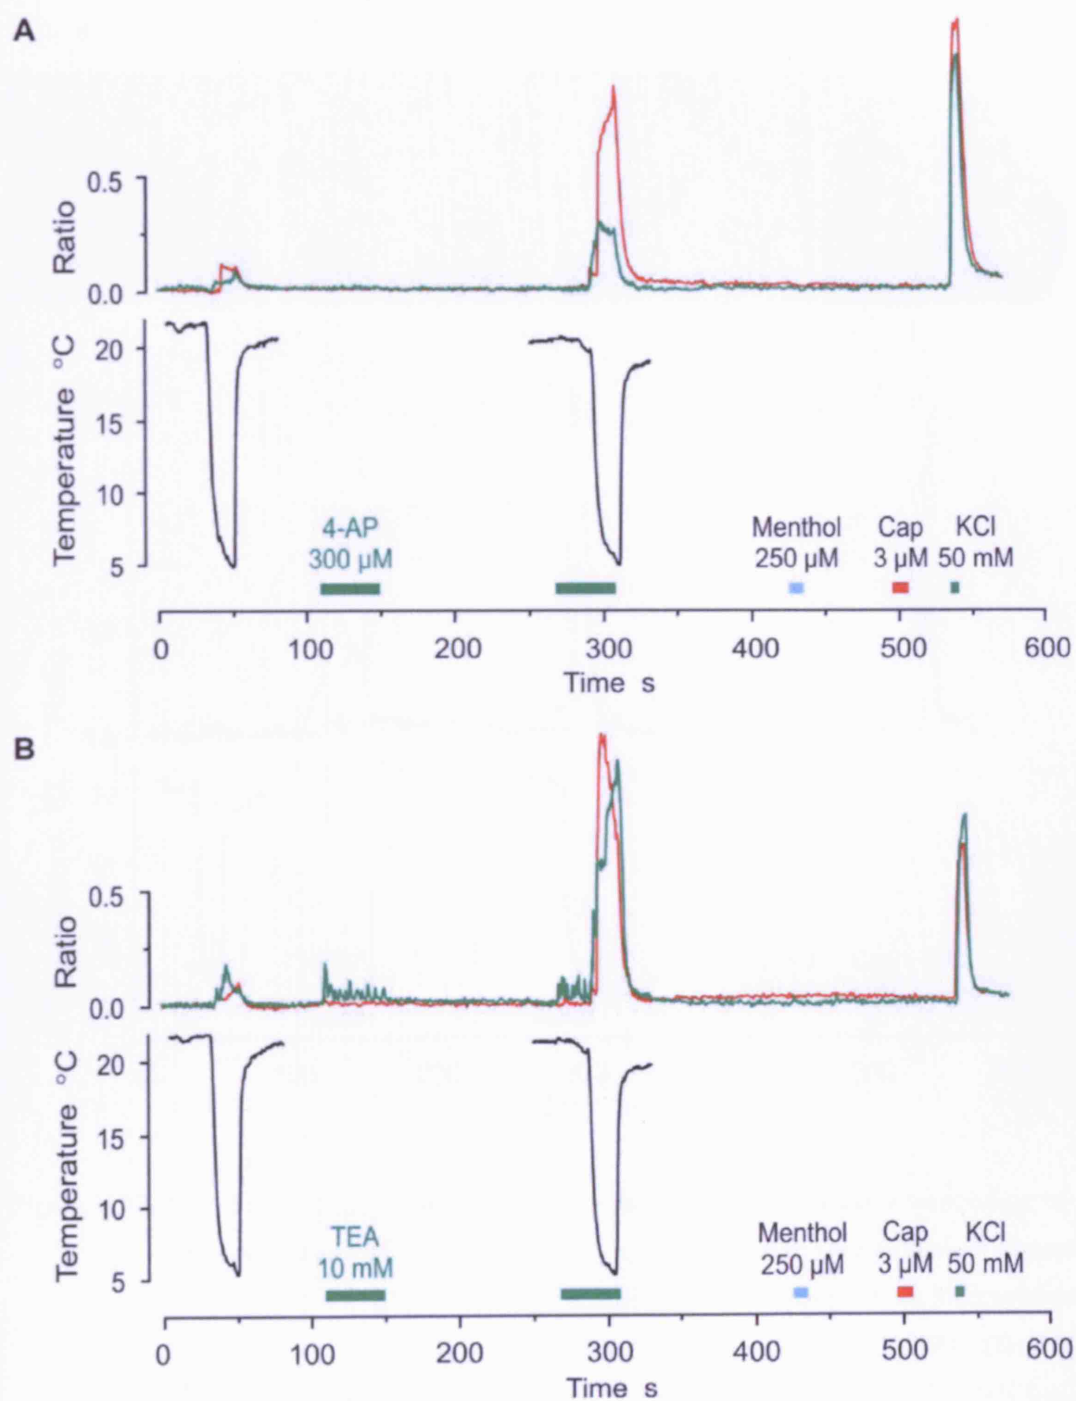 A
0.5
Ratio
0.0
Temperature °C
20
15
10
5
4-AP
300 µM
Menthol
250 µM
Cap
3 µM
KCl
50 mM
0 100 200 300 400 500 600
Time s
B
0.5
Ratio
0.0
Temperature °C
20
15
10
5
TEA
10 mM
Menthol
250 µM
Cap
3 µM
KCl
50 mM
0 100 200 300 400 500 600
Time s